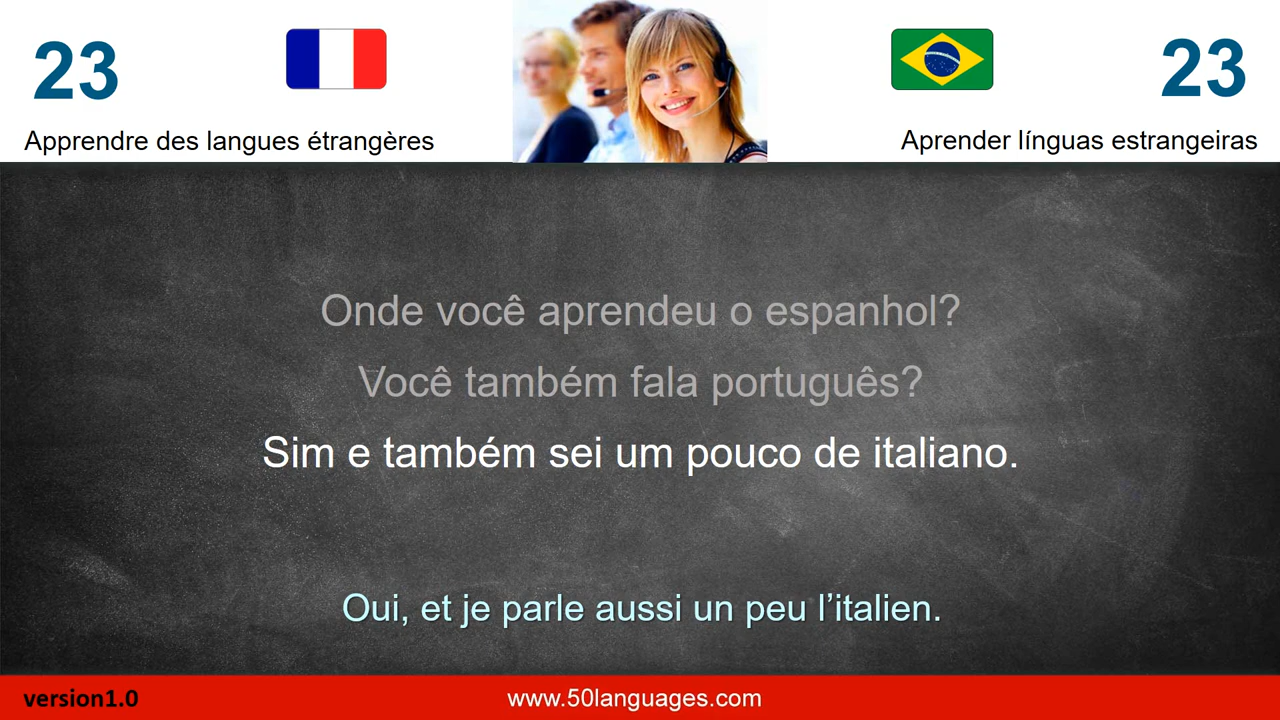 23
23
Apprendre des langues étrangères
Aprender línguas estrangeiras
Onde você aprendeu o espanhol?
Você também fala português?
Sim e também sei um pouco de italiano.
Oui, et je parle aussi un peu l’italien.
version1.0
www.50languages.com